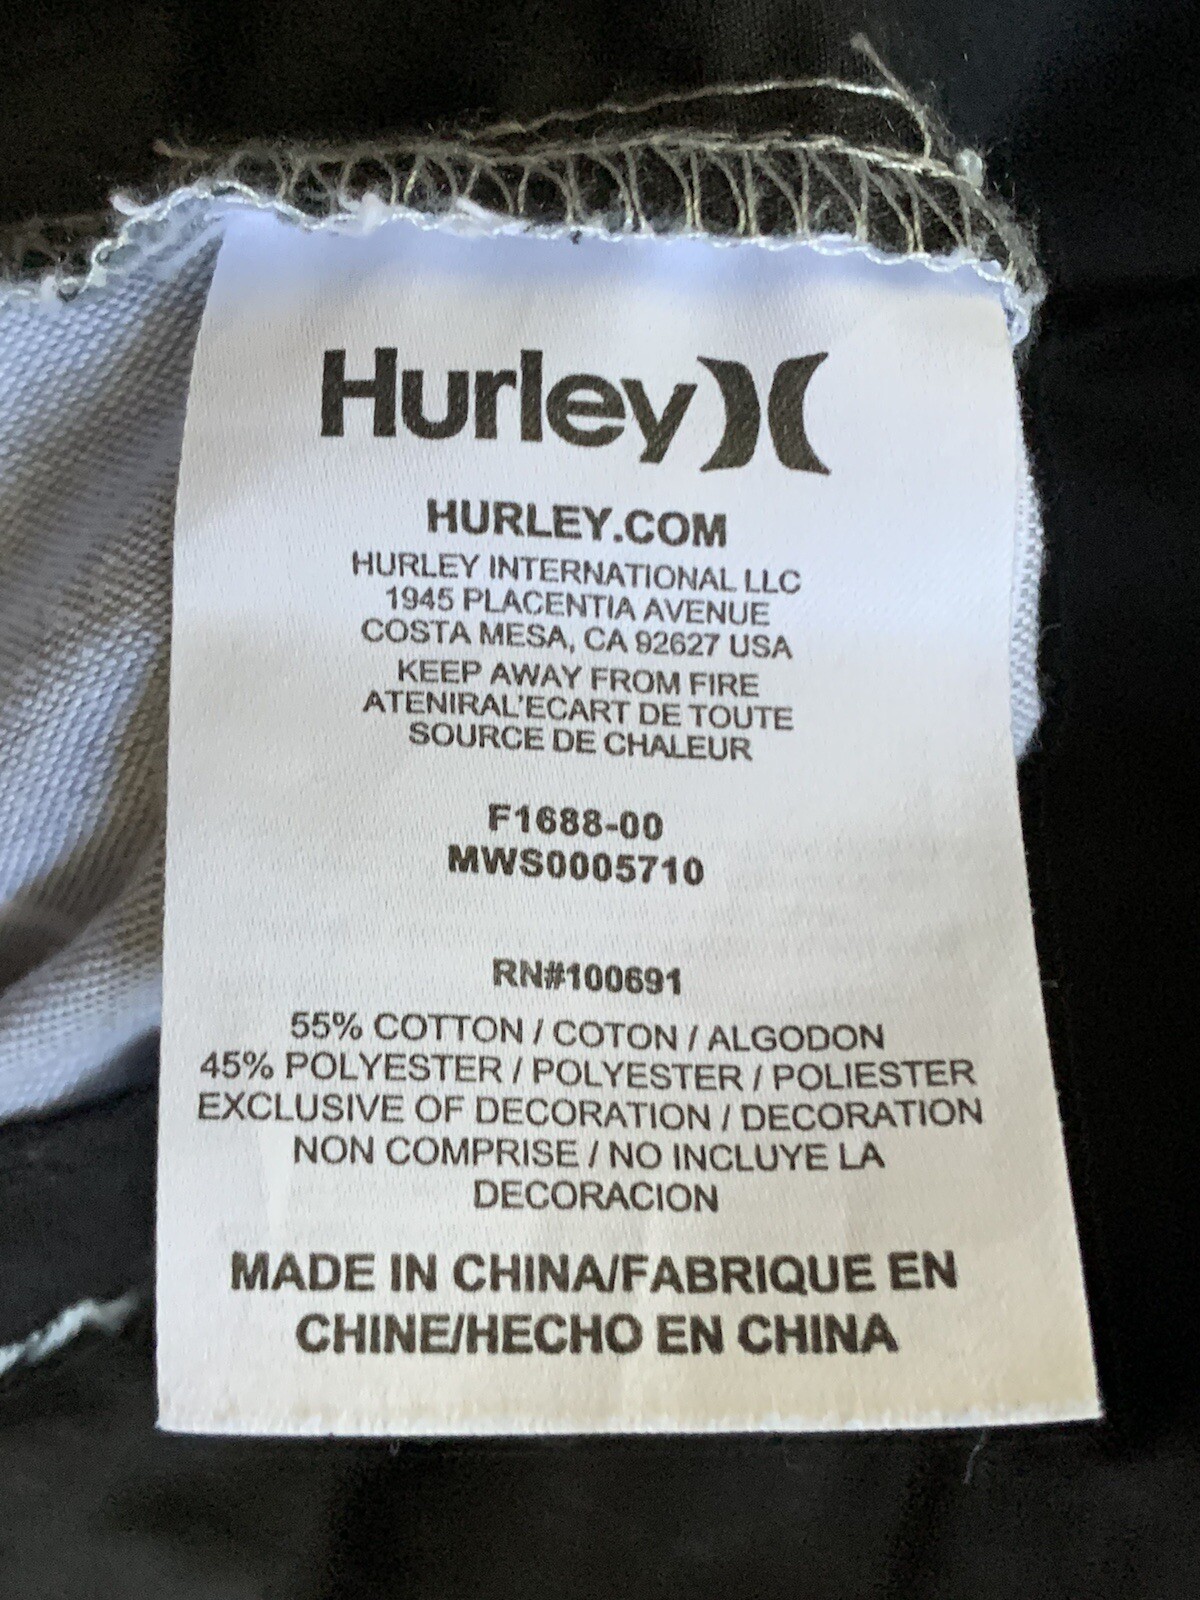 Hurley
HURLEY.COM
HURLEY INTERNATIONAL LLC
1945 PLACENTIA AVENUE
COSTA MESA, CA 92627 USA
KEEP AWAY FROM FIRE
ATENIRAL'ECART DE TOUTE
SOURCE DE CHALEUR
F1688-00
MWS0005710
RN#100691
55% COTTON / COTON / ALGODON
45% POLYESTER / POLYESTER / POLIESTER
EXCLUSIVE OF DECORATION / DECORATION
NON COMPRISE / NO INCLUYE LA
DECORACION
MADE IN CHINA/FABRIQUE EN
CHINE/HECHO EN CHINA